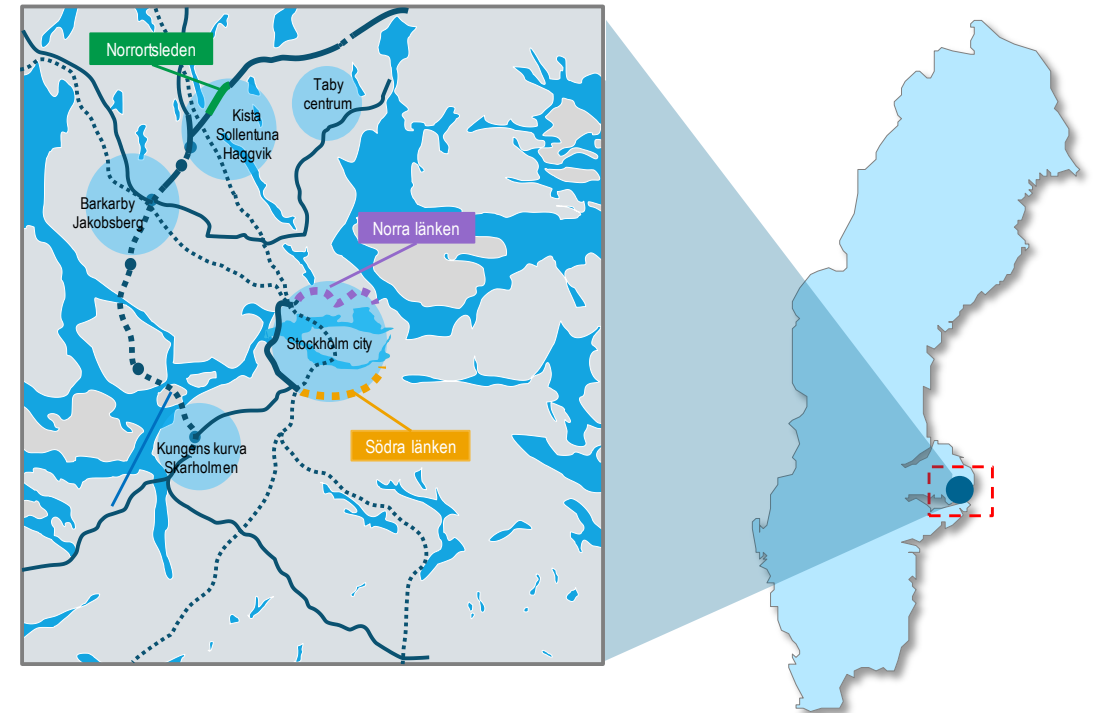 Norrortsleden
Taby
centrum
Kista
Sollentuna
Haggvik
Barkarby
Jakobsberg
Norra länken
Stockholm city
Södra länken
Kungens kurva
Skarholmen